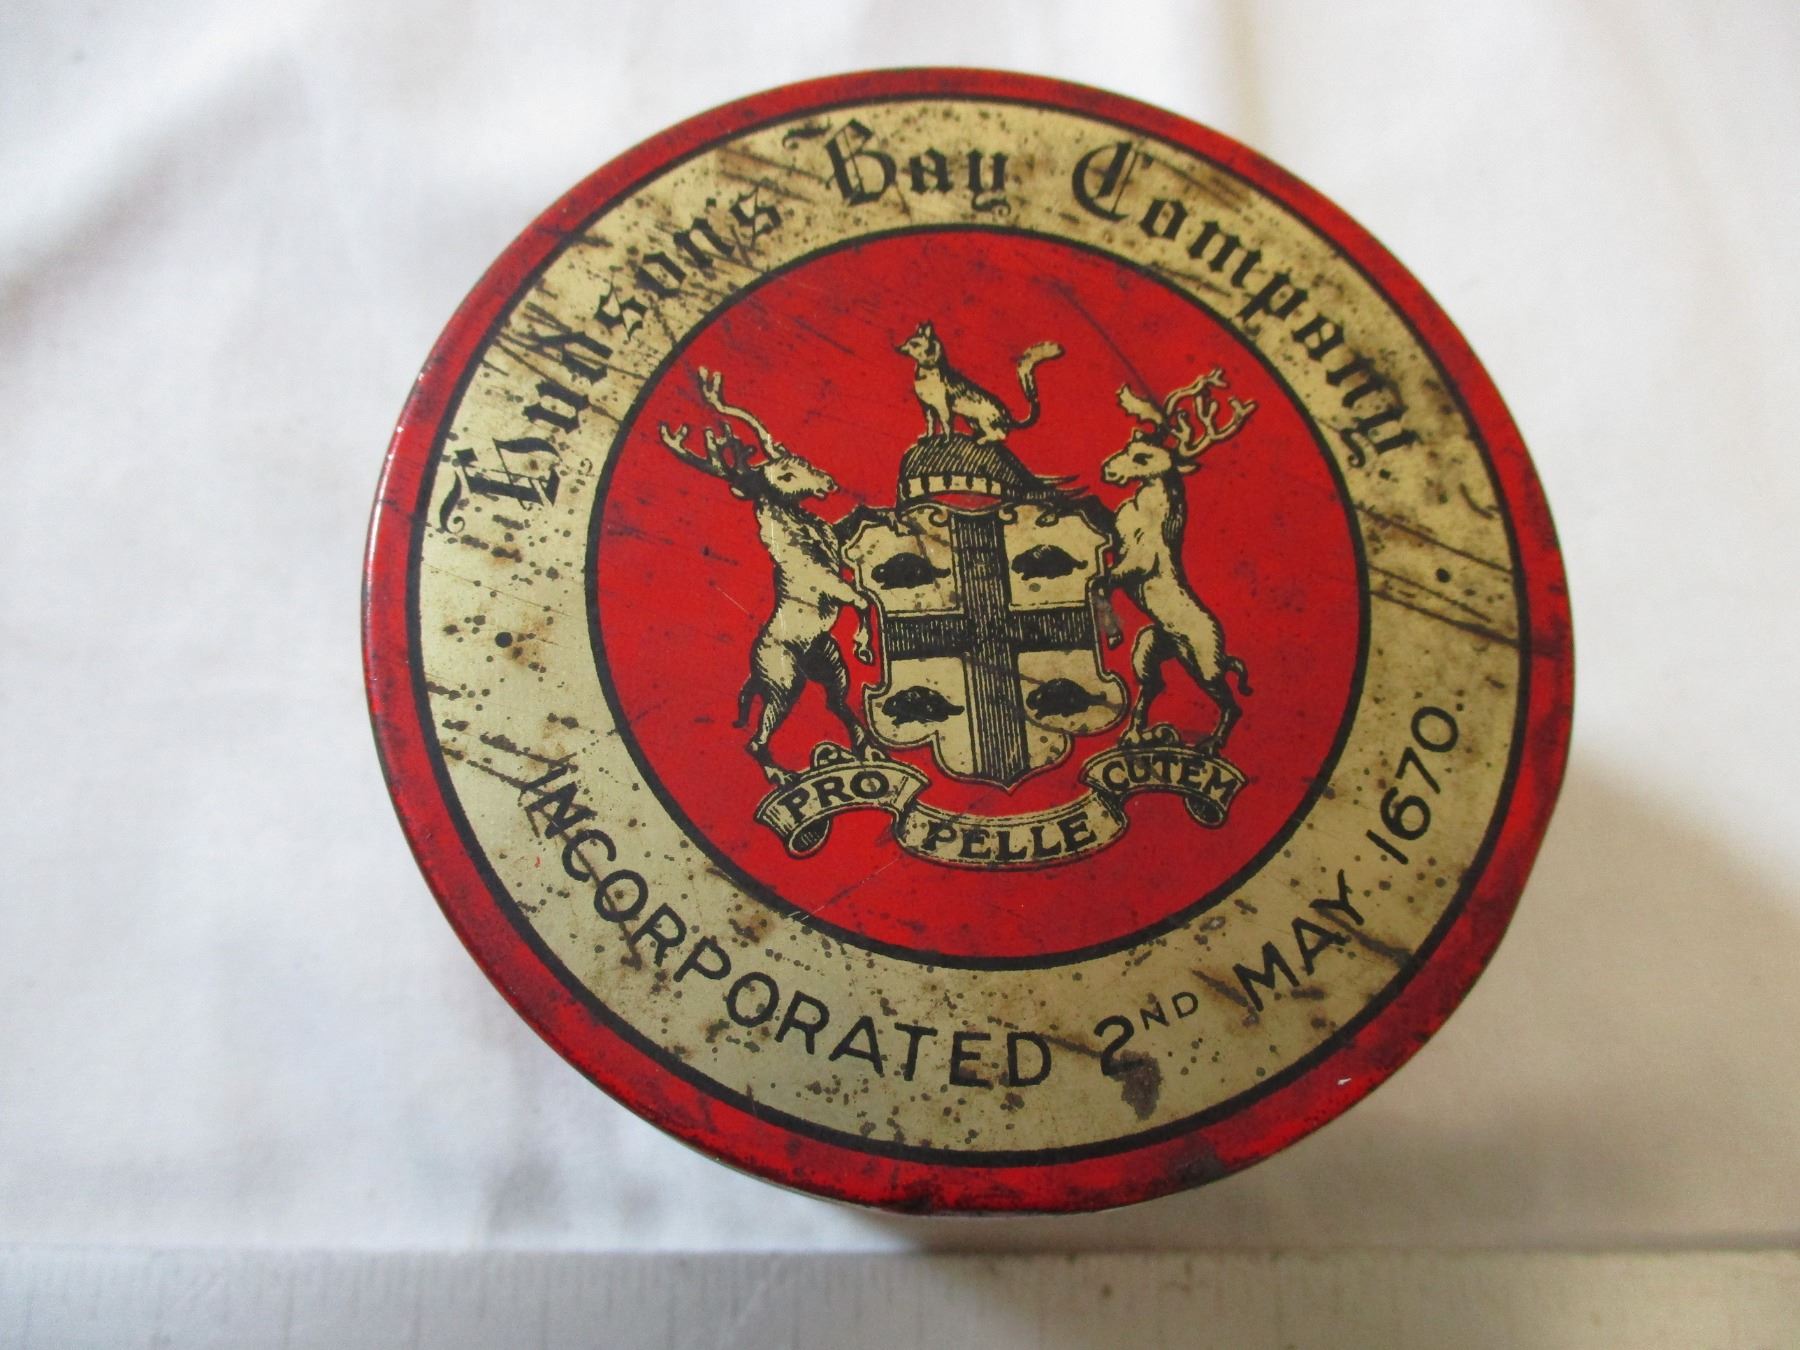 Hudson's Bay Company.
PRO PELLE CUTEM
INCORPORATED 2ND MAY 1670.